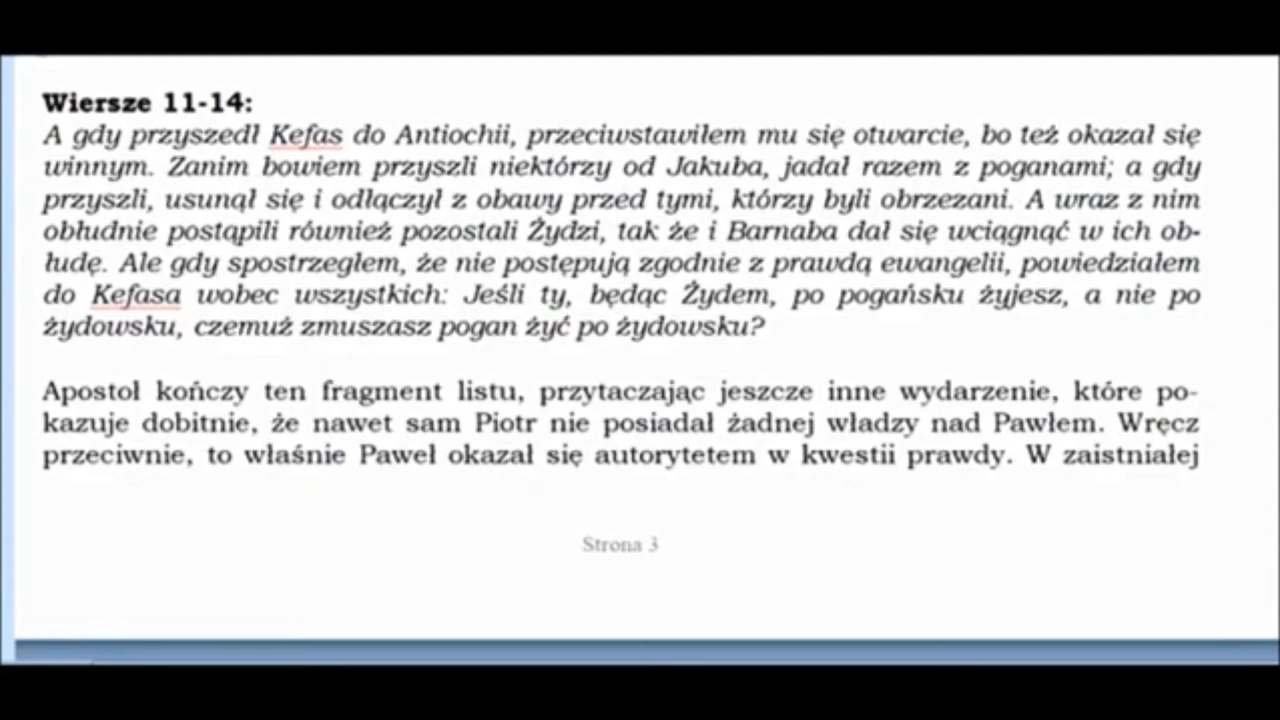 Wiersze 11-14:
A gdy przyszedł Kefas do Antiochii, przeciwstawiłem mu się otwarcie, bo też okazał się
winnym. Zanim bowiem przyszli niektórzy od Jakuba, jadał razem z poganami; a gdy
przyszli, usunął się i odłączył z obawy przed tymi, którzy byli obrzezani. A wraz z nim
obłudnie postąpili również pozostali Żydzi, tak że i Barnaba dał się wciągnąć w ich ob-
łudę. Ale gdy spostrzegłem, że nie postępują zgodnie z prawdą ewangelii, powiedziałem
do Kefasa wobec wszystkich: Jeśli ty, będąc Żydem, po pogańsku żyjesz, a nie po
żydowsku, czemuż zmuszasz pogan żyć po żydowsku?
Apostoł kończy ten fragment listu, przytaczając jeszcze inne wydarzenie, które po-
kazuje dobitnie, że nawet sam Piotr nie posiadał żadnej władzy nad Pawłem. Wręcz
przeciwnie, to właśnie Paweł okazał się autorytetem w kwestii prawdy. W zaistniałej
Strona 3